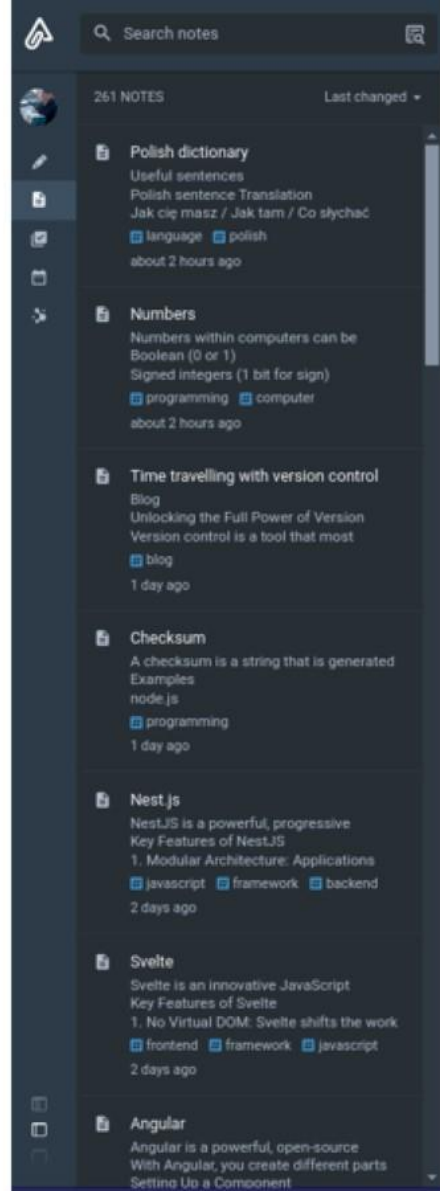 Search notes
261 NOTES
Last changed
Polish dictionary
Useful sentences
Polish sentence Translation
Jak cię masz / Jak tam / Co słychać
language polish
about 2 hours ago
Numbers
Numbers within computers can be
Boolean (0 or 1)
Signed integers (1 bit for sign)
programming computer
about 2 hours ago
Time travelling with version control
Blog
Unlocking the Full Power of Version
Version control is a tool that most
blog
1 day ago
Checksum
A checksum is a string that is generated
Examples
node.js
programming
1 day ago
Nest.js
NestJS is a powerful, progressive
Key Features of NestJS
1. Modular Architecture: Applications
javascript framework backend
2 days ago
Svelte
Svelte is an innovative JavaScript
Key Features of Svelte
1. No Virtual DOM: Svelte shifts the work
frontend framework javascript
2 days ago
Angular
Angular is a powerful, open-source
With Angular, you create different parts
Setting Up a Component